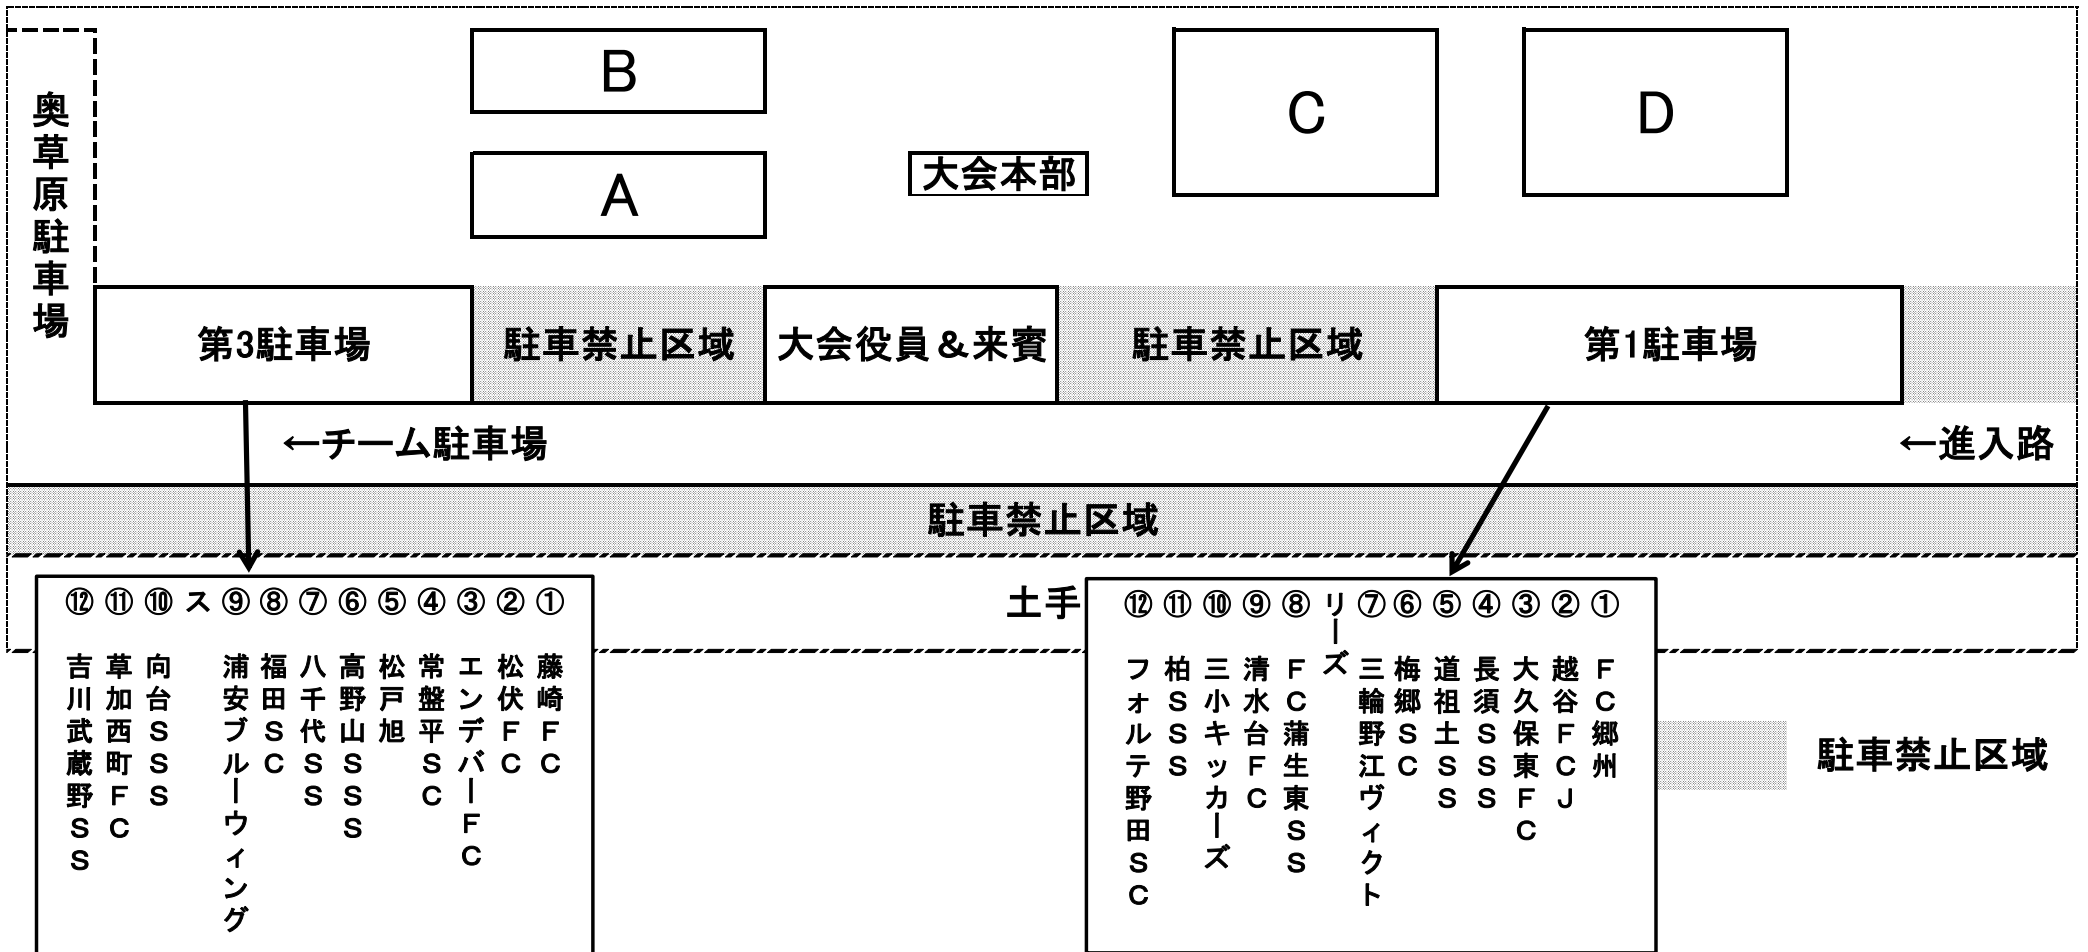 B
C
D
奥草原駐車場
A
大会本部
第3駐車場
駐車禁止区域
大会役員＆来賓
駐車禁止区域
第1駐車場
←チーム駐車場
←進入路
駐車禁止区域
土手
① 藤崎ＦＣ
② 松伏ＦＣ
③ エンデバーＦＣ
④ 常盤平ＳＣ
⑤ 松戸旭
⑥ 高野山ＳＳＳ
⑦ 八千代ＳＳ
⑧ 福田ＳＣ
⑨ 浦安ブルーウィング
ス
⑩ 向台ＳＳＳ
⑪ 草加西町ＦＣ
⑫ 吉川武蔵野ＳＳ
① ＦＣ郷州
② 越谷ＦＣＪ
③ 大久保東ＦＣ
④ 長須ＳＳＳ
⑤ 道祖土ＳＳ
⑥ 梅郷ＳＣ
⑦ 三輪野江ヴィクト
リーズ
⑧ ＦＣ蒲生東ＳＳ
⑨ 清水台ＦＣ
⑩ 三小キッカーズ
⑪ 柏ＳＳＳ
⑫ フォルテ野田ＳＣ
駐車禁止区域